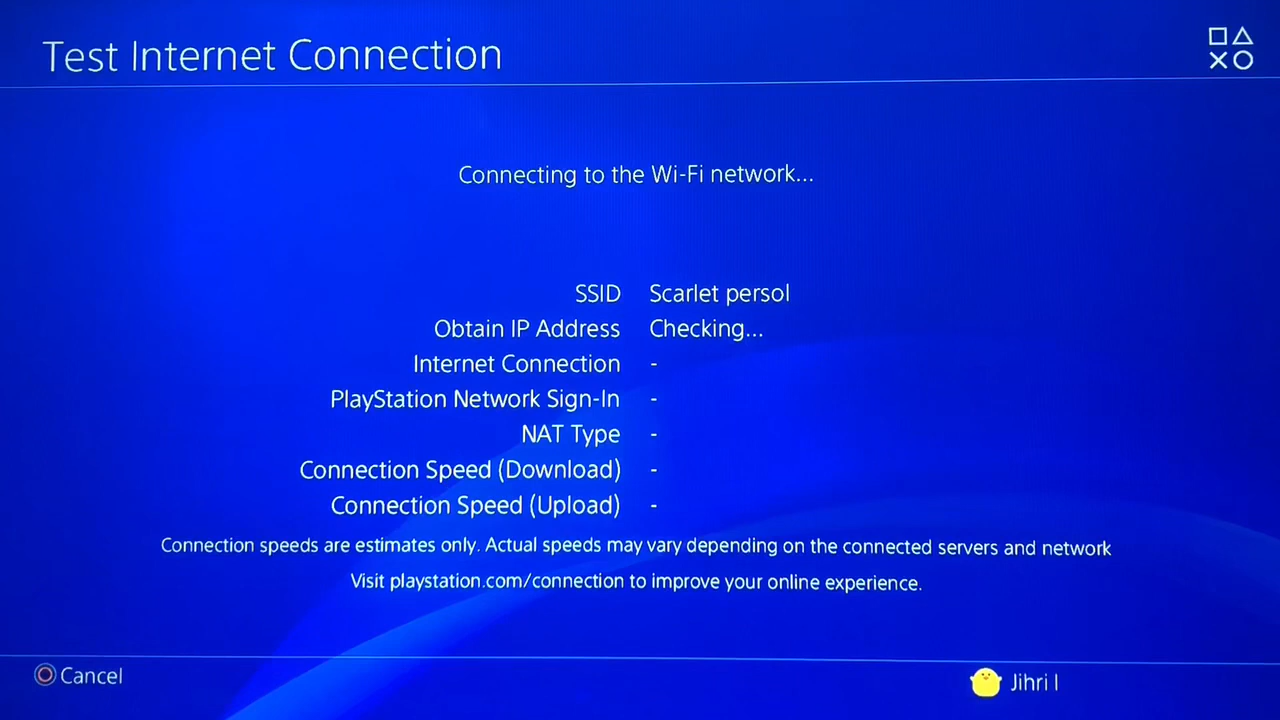 Test Internet Connection
Connecting to the Wi-Fi network...
SSID Scarlet persol
Obtain IP Address Checking...
Internet Connection -
PlayStation Network Sign-In -
NAT Type -
Connection Speed (Download) -
Connection Speed (Upload) -
Connection speeds are estimates only. Actual speeds may vary depending on the connected servers and network
Visit playstation.com/connection to improve your online experience.
Cancel
Jihri I